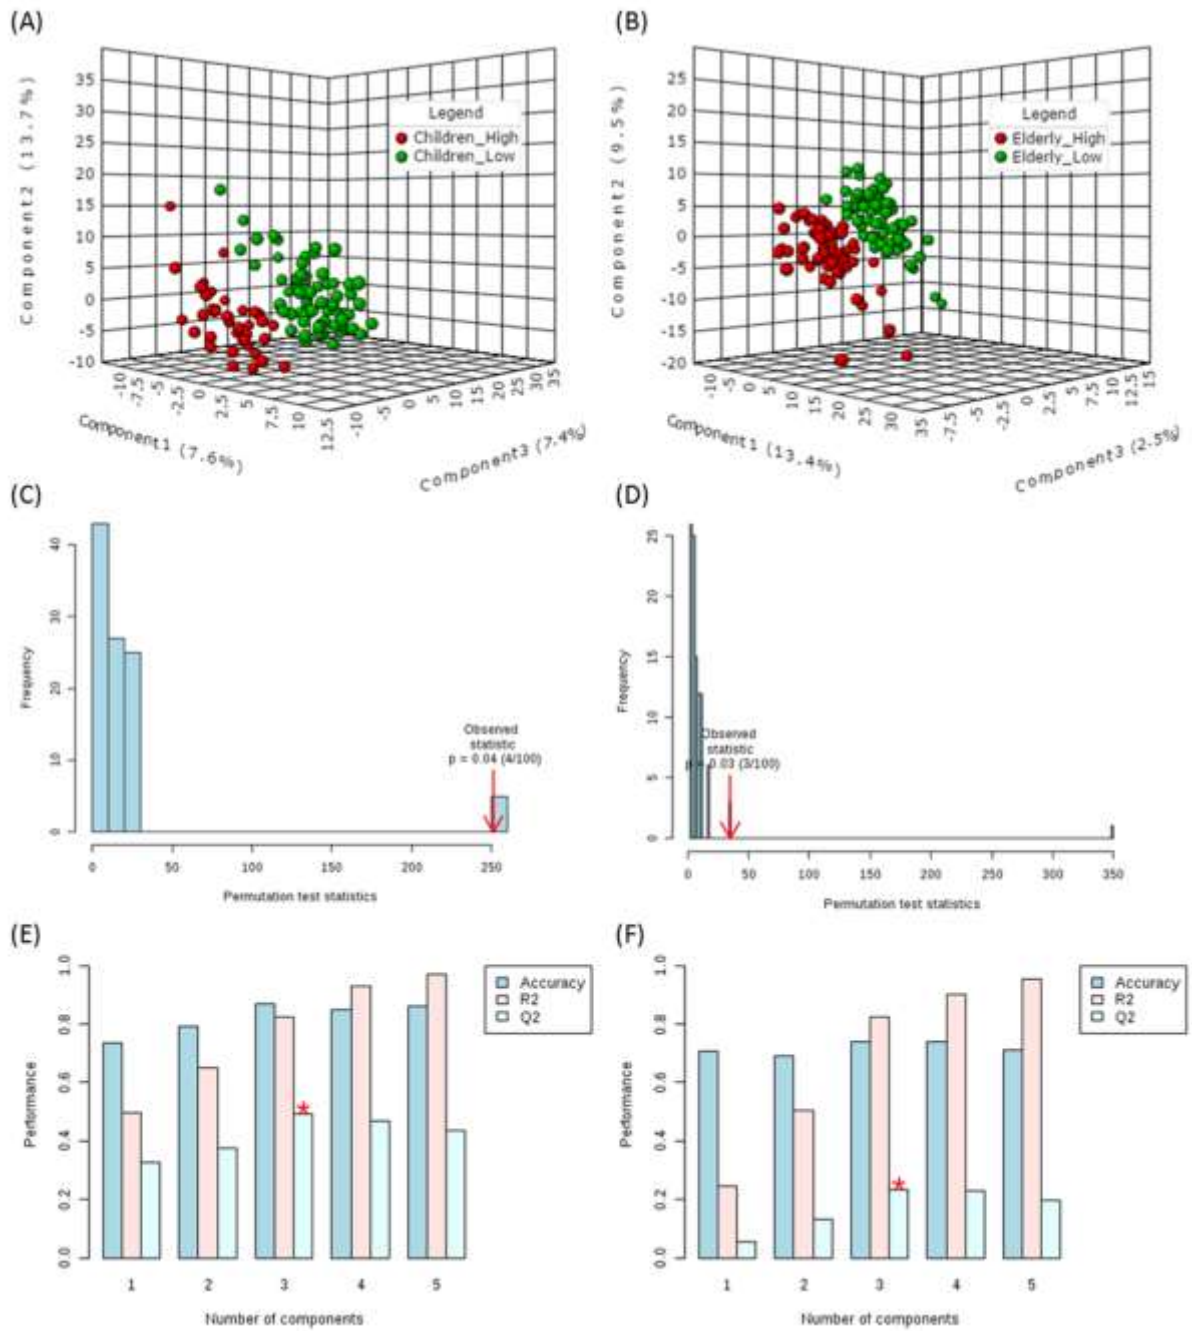 (A)
Component2 (13.7%)
35
30
25
20
15
10
5
0
-5
-10
Legend
Children_High
Children_Low
-10
-7.5
-5
-2.5
0
2.5
5
7.5
10
12.5
Component1 (7.6%)
-10
-5
0
5
10
15
20
25
30
35
Component3 (7.4%)
(B)
Component2 (9.5%)
25
20
15
10
5
0
-5
-10
-15
-20
Legend
Elderly_High
Elderly_Low
-10
-5
0
5
10
15
20
25
30
35
Component1 (13.4%)
-7.5
-5
-2.5
0
2.5
5
7.5
10
12.5
15
Component3 (2.5%)
(C)
Frequency
40
30
20
10
0
Observed
statistic
p = 0.04 (4/100)
0 50 100 150 200 250
Permutation test statistics
(D)
Frequency
25
20
15
10
5
0
Observed
statistic
p = 0.03 (3/100)
0 50 100 150 200 250 300 350
Permutation test statistics
(E)
Performance
1.0
0.8
0.6
0.4
0.2
0.0
Accuracy
R2
Q2
*
1 2 3 4 5
Number of components
(F)
Performance
1.0
0.8
0.6
0.4
0.2
0.0
Accuracy
R2
Q2
*
1 2 3 4 5
Number of components